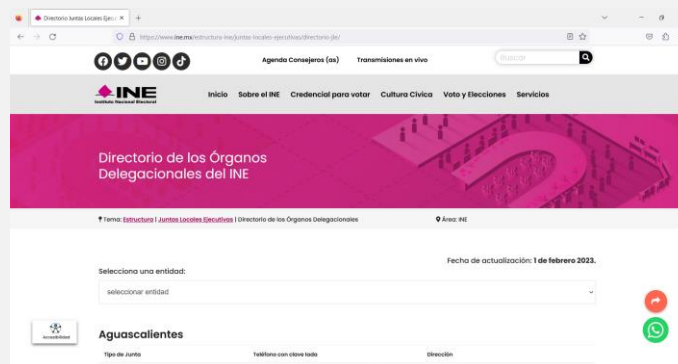 Directorio Juntas Locales Ejecu
https://www.ine.mx/estructura-ine/juntas-locales-ejecutivas/directorio-jle/
Agenda Consejeros (as) Transmisiones en vivo Buscar
INE
Instituto Nacional Electoral
Inicio Sobre el INE Credencial para votar Cultura Cívica Voto y Elecciones Servicios
Directorio de los Órganos
Delegacionales del INE
Tema: Estructura | Juntas Locales Ejecutivas | Directorio de los Órganos Delegacionales Área: INE
Fecha de actualización: 1 de febrero 2023.
Selecciona una entidad:
seleccionar entidad
Accesibilidad
Aguascalientes
Tipo de Junta Teléfono con clave lada Dirección